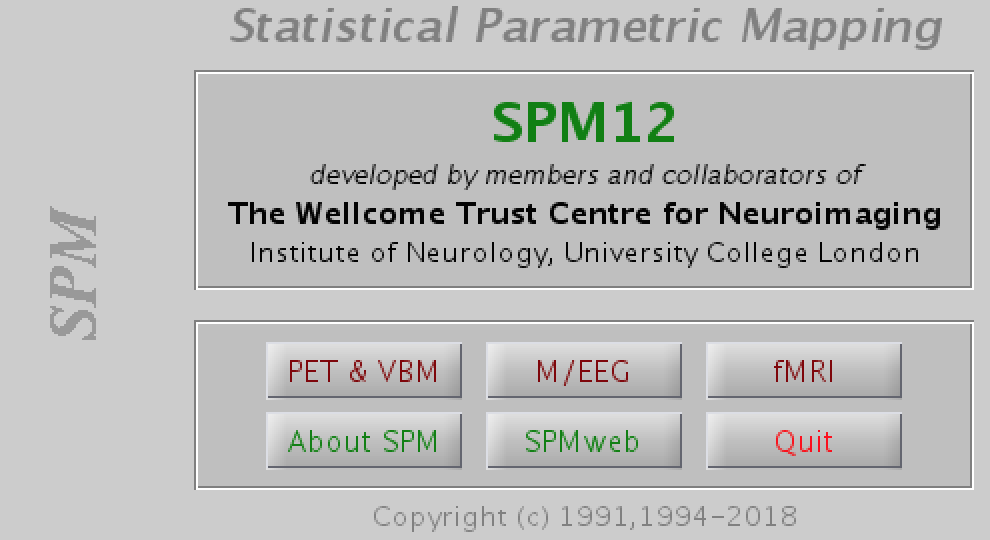 Statistical Parametric Mapping
SPM
SPM12
developed by members and collaborators of
The Wellcome Trust Centre for Neuroimaging
Institute of Neurology, University College London
PET & VBM M/EEG fMRI
About SPM SPMweb Quit
Copyright (c) 1991,1994-2018